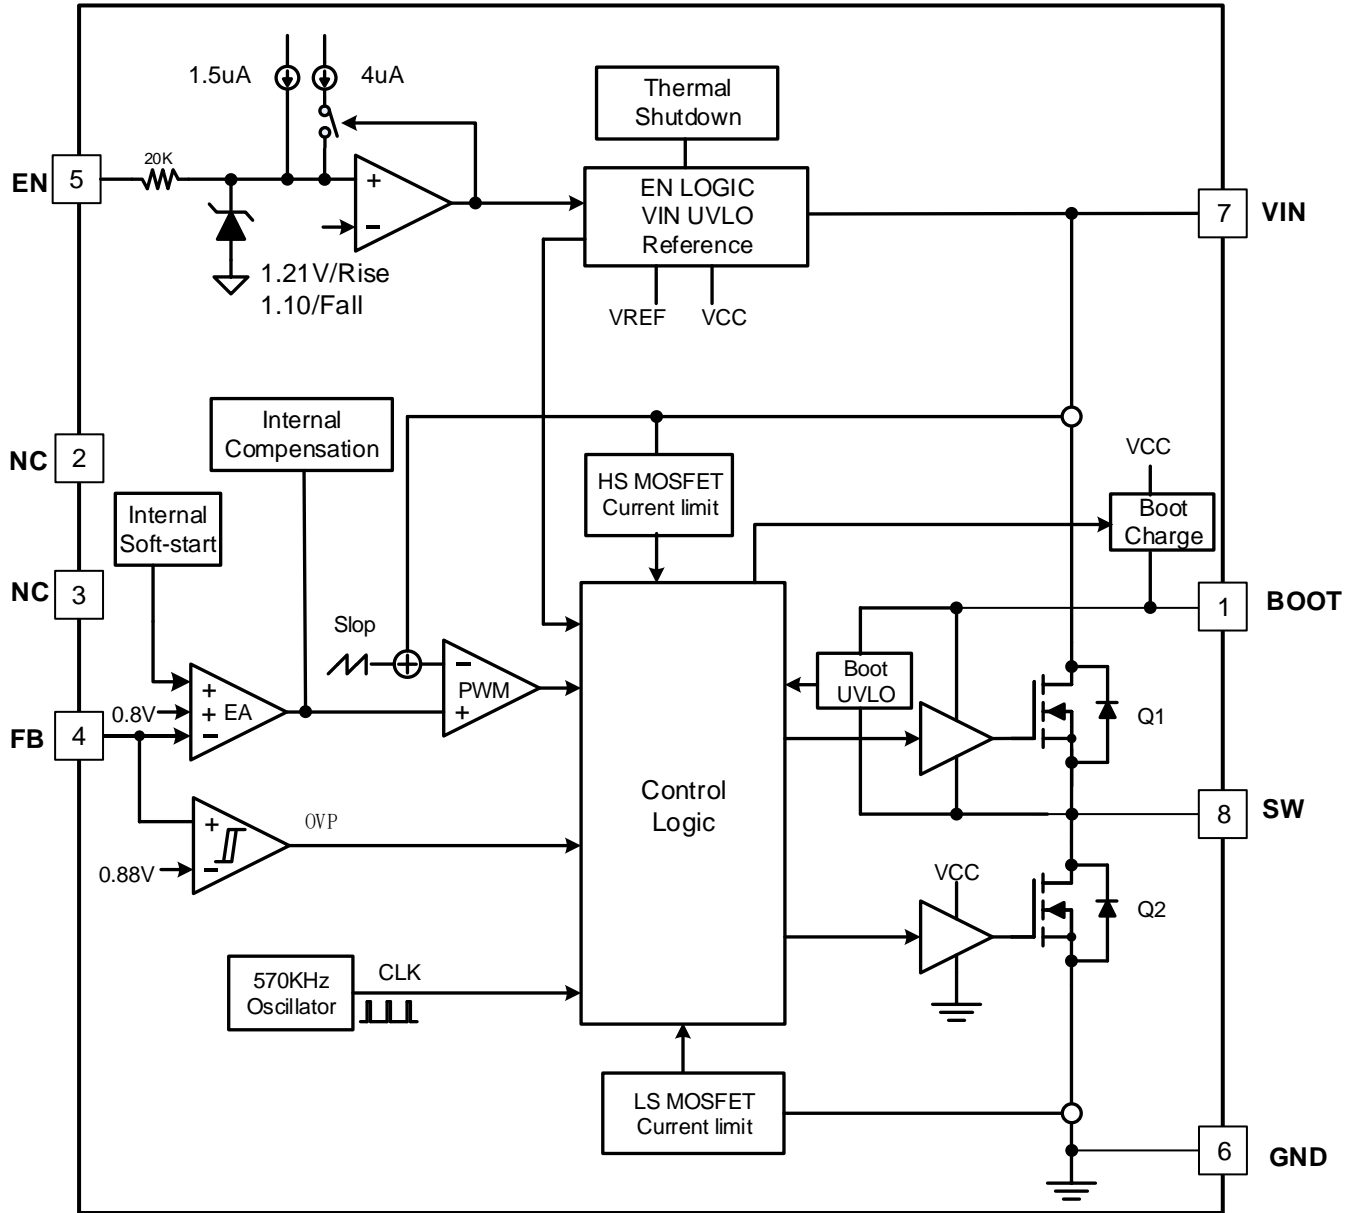 1.5uA
4uA
Thermal
Shutdown
20K
EN
5
+
−
EN LOGIC
VIN UVLO
Reference
7
VIN
1.21V/Rise
1.10/Fall
VREF
VCC
Internal
Compensation
NC
2
HS MOSFET
Current limit
VCC
Boot
Charge
Internal
Soft-start
NC
3
1
BOOT
Slop
−
PWM
+
Boot
UVLO
+
+
−
EA
0.8V
FB
4
Q1
Control
Logic
8
SW
+
−
OVP
0.88V
VCC
Q2
570KHz
Oscillator
CLK
LS MOSFET
Current limit
6
GND